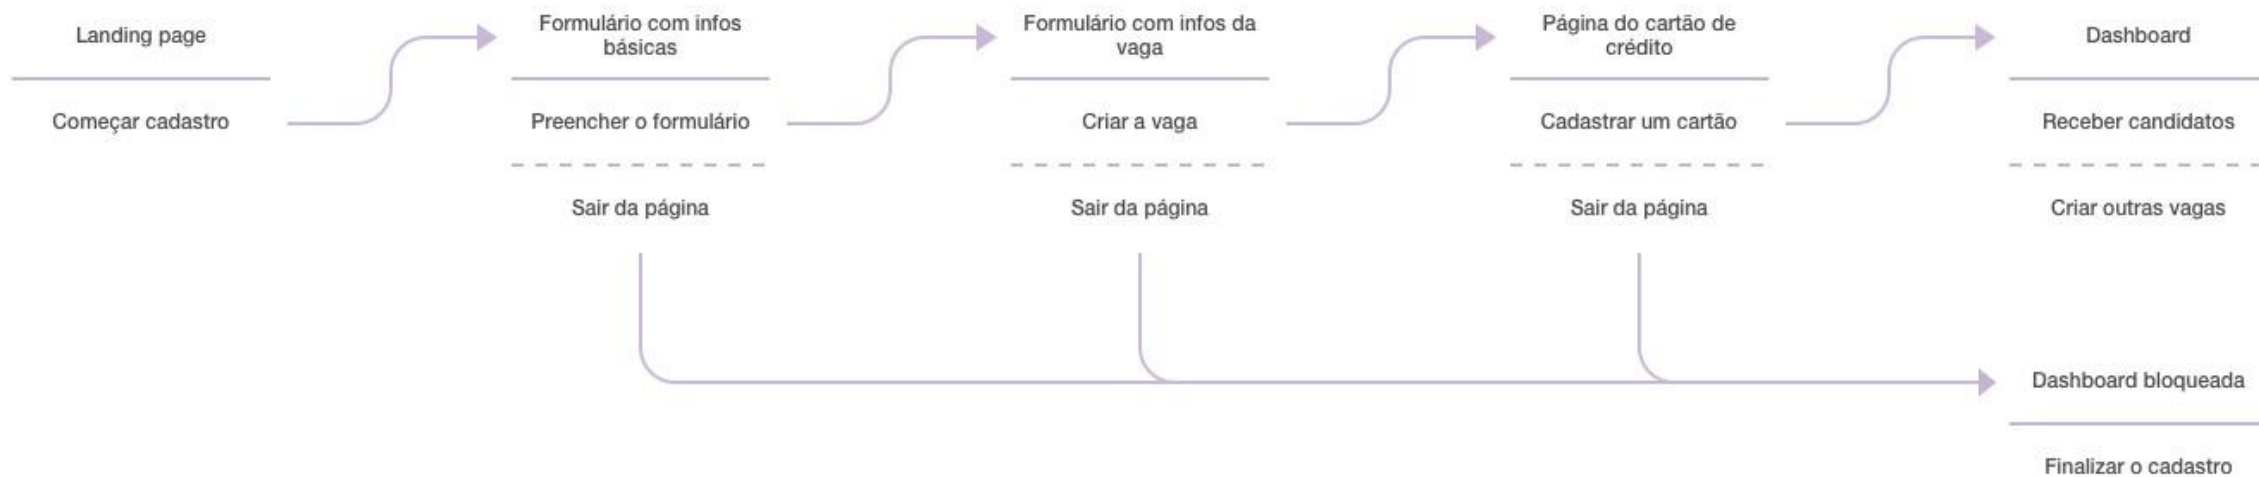 Landing page
Começar cadastro
Formulário com infos
básicas
Preencher o formulário
Sair da página
Formulário com infos da
vaga
Criar a vaga
Sair da página
Página do cartão de
crédito
Cadastrar um cartão
Sair da página
Dashboard
Receber candidatos
Criar outras vagas
Dashboard bloqueada
Finalizar o cadastro